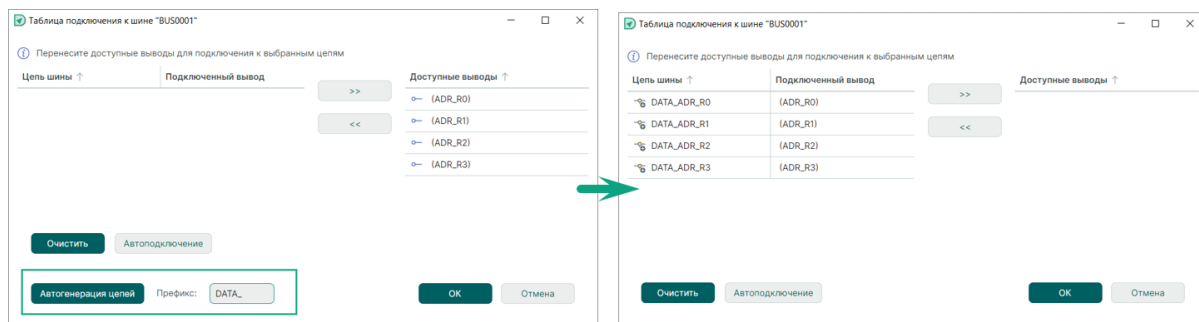 Таблица подключения к шине "BUS0001"
Перенесите доступные выводы для подключения к выбранным цепям
Цепь шины ↑ Подключенный вывод
>>
<<
Доступные выводы ↑
(ADR_R0)
(ADR_R1)
(ADR_R2)
(ADR_R3)
Очистить Автоподключение
Автогенерация цепей Префикс: DATA_
ОК Отмена
Таблица подключения к шине "BUS0001"
Перенесите доступные выводы для подключения к выбранным цепям
Цепь шины ↑ Подключенный вывод
DATA_ADR_R0 (ADR_R0)
DATA_ADR_R1 (ADR_R1)
DATA_ADR_R2 (ADR_R2)
DATA_ADR_R3 (ADR_R3)
>>
<<
Доступные выводы ↑
Очистить Автоподключение
ОК Отмена